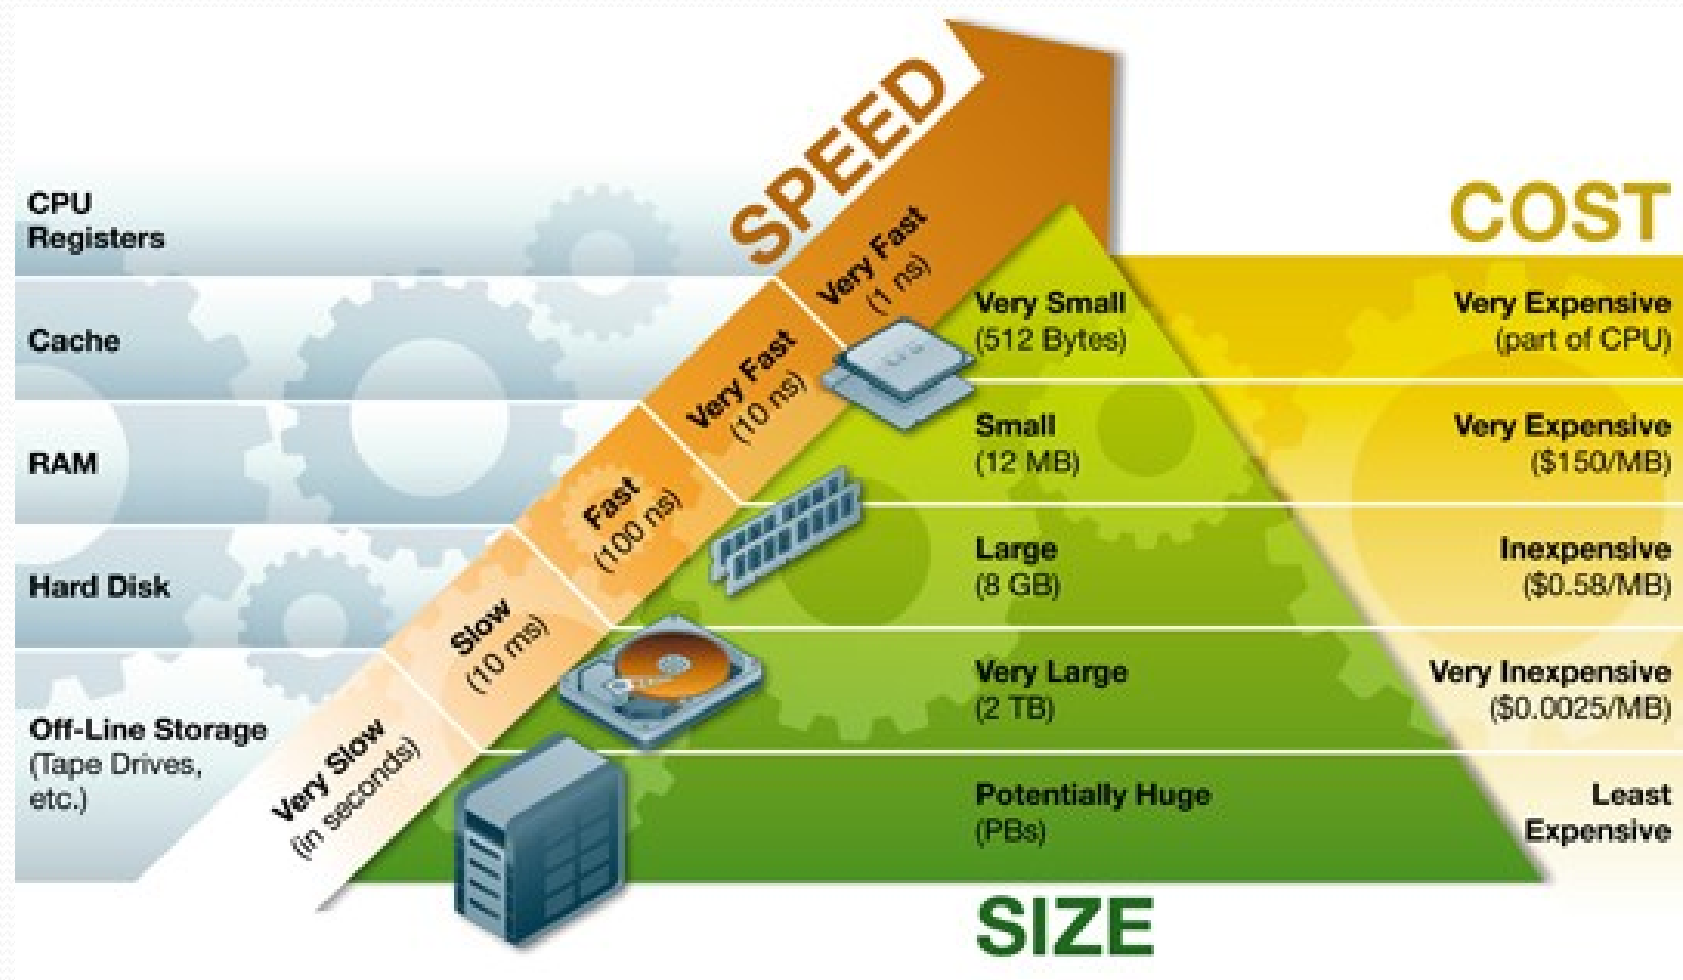 SPEED
COST
CPU
Registers
Cache
RAM
Hard Disk
Off-Line Storage
(Tape Drives,
etc.)
Very Fast
(1 ns)
Very Fast
(10 ns)
Fast
(100 ns)
Slow
(10 ms)
Very Slow
(in seconds)
Very Small
(512 Bytes)
Small
(12 MB)
Large
(8 GB)
Very Large
(2 TB)
Potentially Huge
(PBs)
Very Expensive
(part of CPU)
Very Expensive
($150/MB)
Inexpensive
($0.58/MB)
Very Inexpensive
($0.0025/MB)
Least
Expensive
SIZE